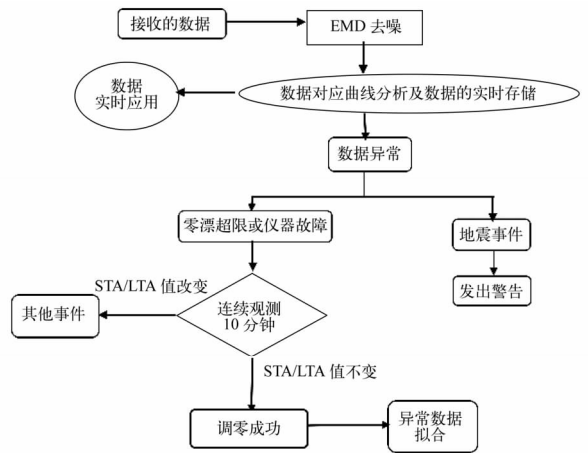 接收的数据
EMD 去噪
数据
实时应用
数据对应曲线分析及数据的实时存储
数据异常
零漂超限或仪器故障
地震事件
STA/LTA 值改变
发出警告
其他事件
连续观测
10 分钟
STA/LTA 值不变
调零成功
异常数据
拟合